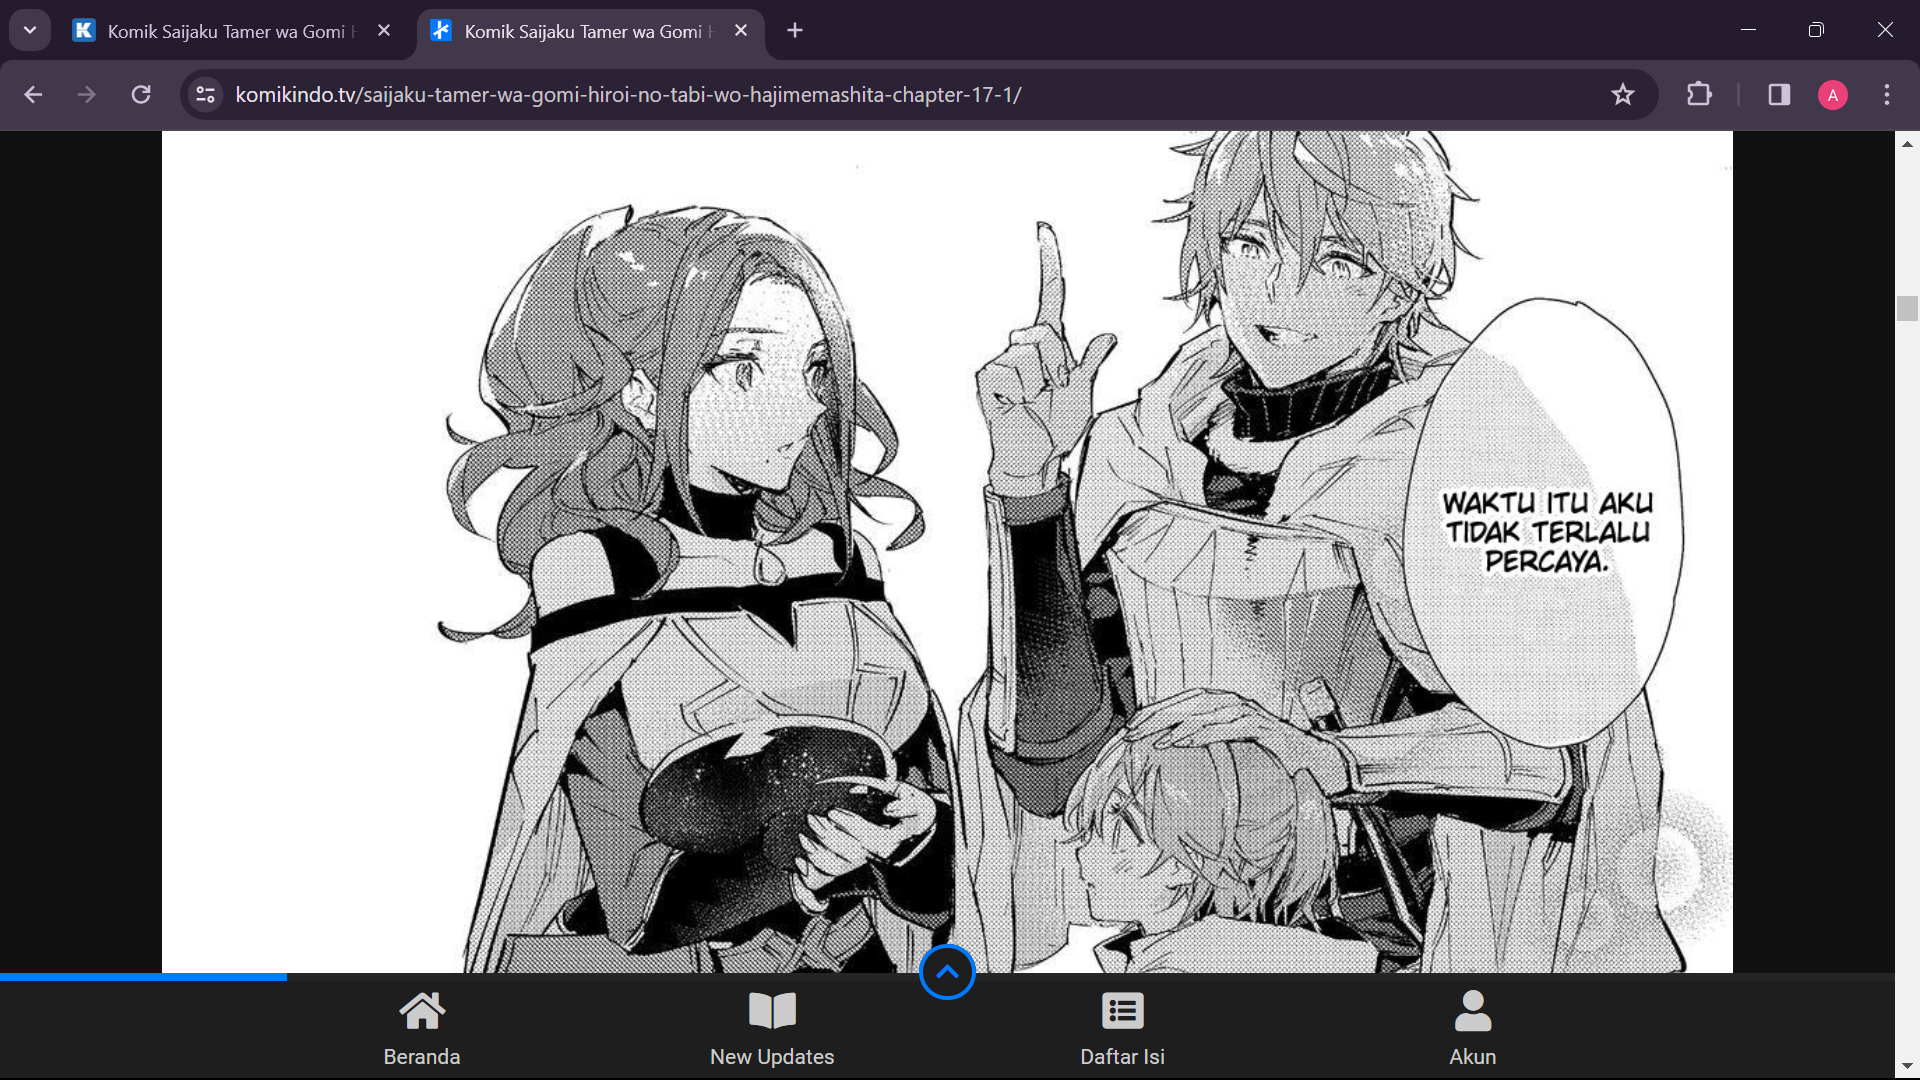 Komik Saijaku Tamer wa Gomi
Komik Saijaku Tamer wa Gomi
komikindo.tv/saijaku-tamer-wa-gomi-hiroi-no-tabi-wo-hajimemashita-chapter-17-1/
A
WAKTU ITU AKU
TIDAK TERLALU
PERCAYA.
Beranda
New Updates
Daftar Isi
Akun